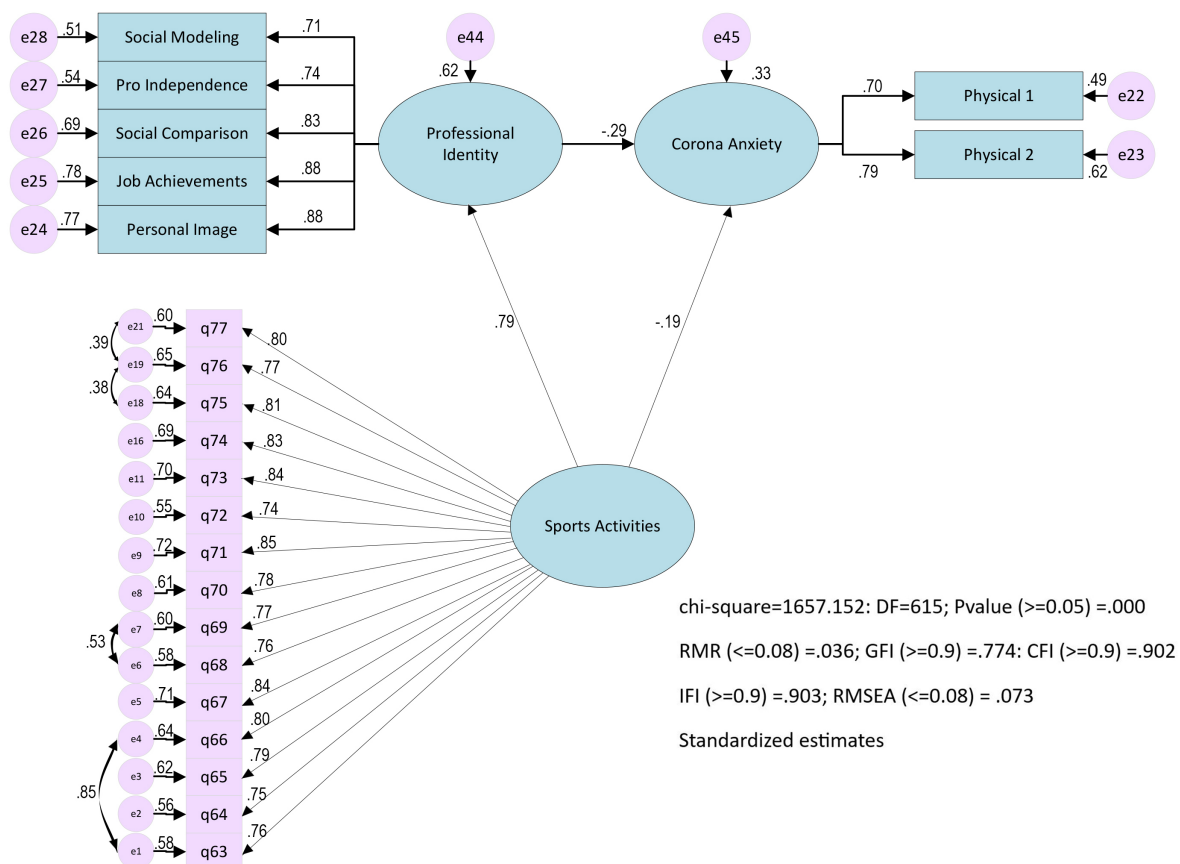 e28 .51 Social Modeling .71
e27 .54 Pro Independence .74
e26 .69 Social Comparison .83
e25 .78 Job Achievements .88
e24 .77 Personal Image .88
e44
.62
Professional
Identity
-.29
e45
.33
Corona Anxiety
.70 Physical 1 .49 e22
.79 Physical 2 .62 e23
.79
-.19
e21 .60 q77 .80
.39
e19 .65 q76 .77
.38
e18 .64 q75 .81
e16 .69 q74 .83
e11 .70 q73 .84
e10 .55 q72 .74
e9 .72 q71 .85
e8 .61 q70 .78
e7 .60 q69 .77
.53
e6 .58 q68 .76
e5 .71 q67 .84
e4 .64 q66 .80
e3 .62 q65 .79
.85
e2 .56 q64 .75
e1 .58 q63 .76
Sports Activities
chi-square=1657.152: DF=615; Pvalue (>=0.05) =.000
RMR (<=0.08) =.036; GFI (>=0.9) =.774: CFI (>=0.9) =.902
IFI (>=0.9) =.903; RMSEA (<=0.08) = .073
Standardized estimates